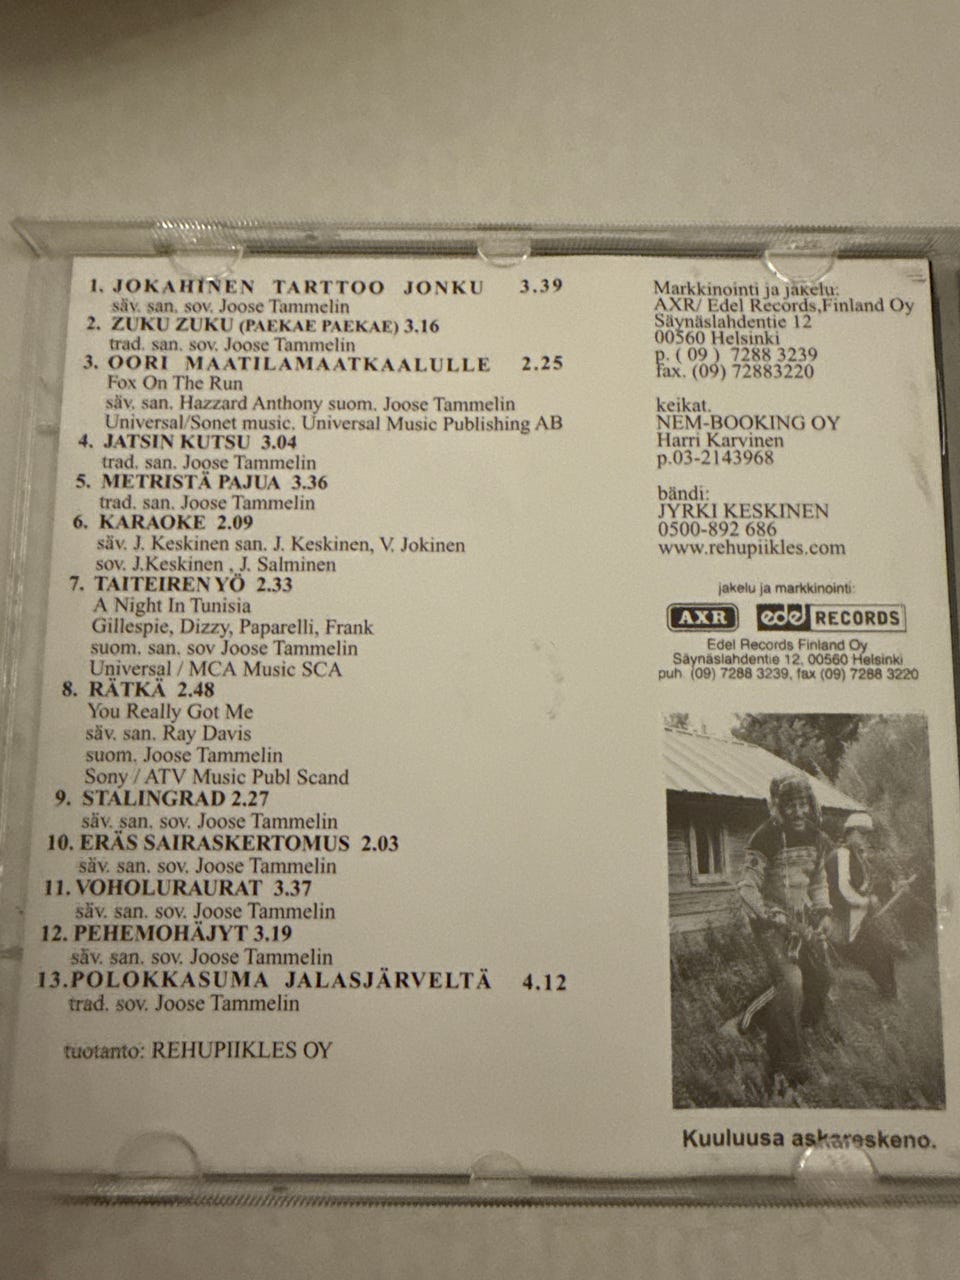 1. JOKAHINEN TARTTOO JONKU 3.39
säv. san. sov. Joose Tammelin
2. ZUKU ZUKU (PAEKAE PAEKAE) 3.16
trad. san. sov. Joose Tammelin
3. OORI MAATILAMAATKAALULLE 2.25
Fox On The Run
säv. san. Hazzard Anthony suom. Joose Tammelin
Universal/Sonet music. Universal Music Publishing AB
4. JATSIN KUTSU 3.04
trad. san. Joose Tammelin
5. METRISTÄ PAJUA 3.36
trad. san. Joose Tammelin
6. KARAOKE 2.09
säv. J. Keskinen san. J. Keskinen, V. Jokinen
sov. J.Keskinen , J. Salminen
7. TAITEIREN YÖ 2.33
A Night In Tunisia
Gillespie, Dizzy, Paparelli, Frank
suom. san. sov Joose Tammelin
Universal / MCA Music SCA
8. RÄTKÄ 2.48
You Really Got Me
säv. san. Ray Davis
suom. Joose Tammelin
Sony / ATV Music Publ Scand
9. STALINGRAD 2.27
säv. san. sov. Joose Tammelin
10. ERÄS SAIRASKERTOMUS 2.03
säv. san. sov. Joose Tammelin
11. VOHOLURAURAT 3.37
säv. san. sov. Joose Tammelin
12. PEHEMOHÄJYT 3.19
säv. san. sov. Joose Tammelin
13.POLOKKASUMA JALASJÄRVELTÄ 4.12
trad. sov. Joose Tammelin
tuotanto: REHUPIIKLES OY
Markkinointi ja jakelu:
AXR/ Edel Records,Finland Oy
Säynäslahdentie 12
00560 Helsinki
p. ( 09 ) 7288 3239
fax. (09) 72883220
keikat.
NEM-BOOKING OY
Harri Karvinen
p.03-2143968
bändi:
JYRKI KESKINEN
0500-892 686
www.rehupiikles.com
jakelu ja markkinointi:
AXR edel RECORDS
Edel Records Finland Oy
Säynäslahdentie 12, 00560 Helsinki
puh. (09) 7288 3239, fax (09) 7288 3220
Kuuluusa askareskeno.